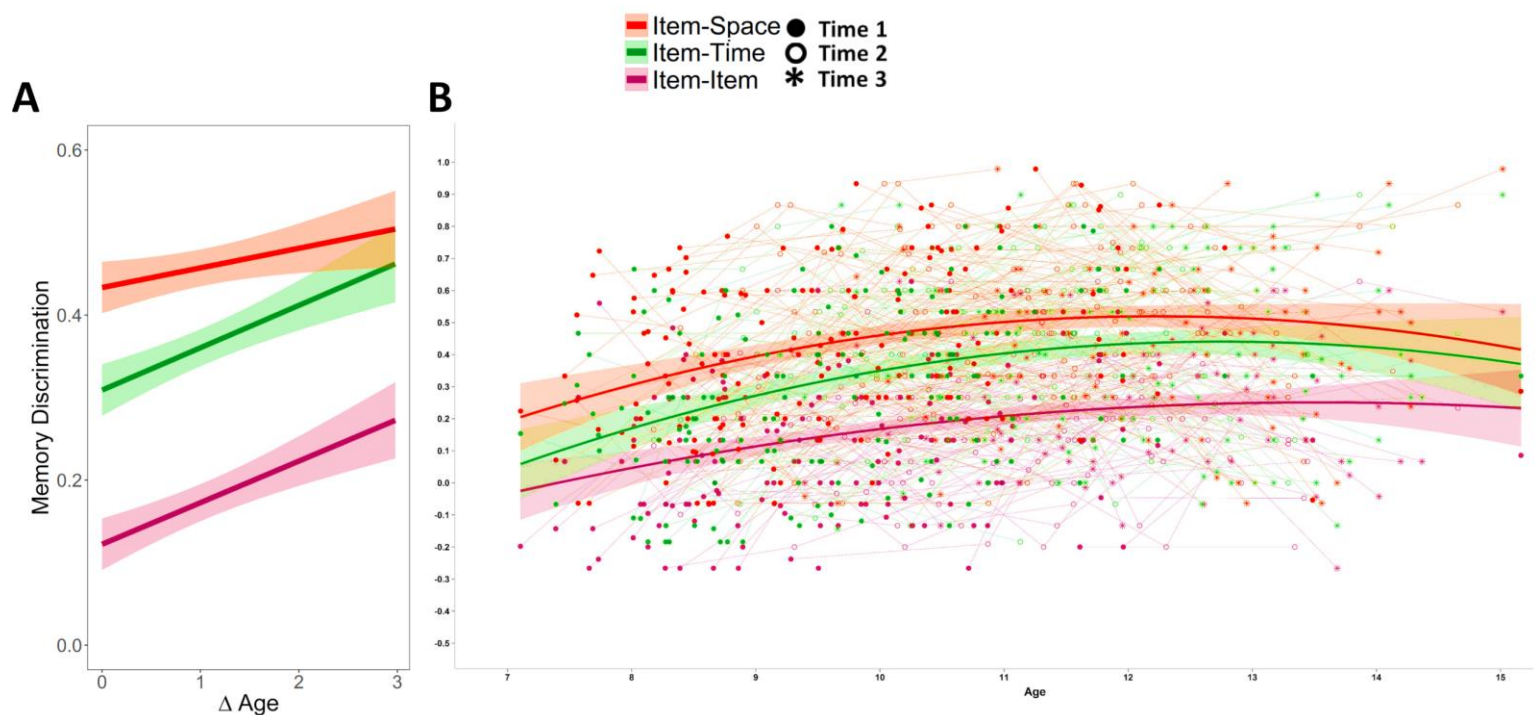 Item-Space ● Time 1
Item-Time ○ Time 2
Item-Item * Time 3
A
B
Memory Discrimination
0.6
0.4
0.2
0.0
0 1 2 3
Δ Age
1.0
0.9
0.8
0.7
0.6
0.5
0.4
0.3
0.2
0.1
0.0
-0.1
-0.2
-0.3
-0.4
-0.5
7 8 9 10 11 12 13 14 15
Age